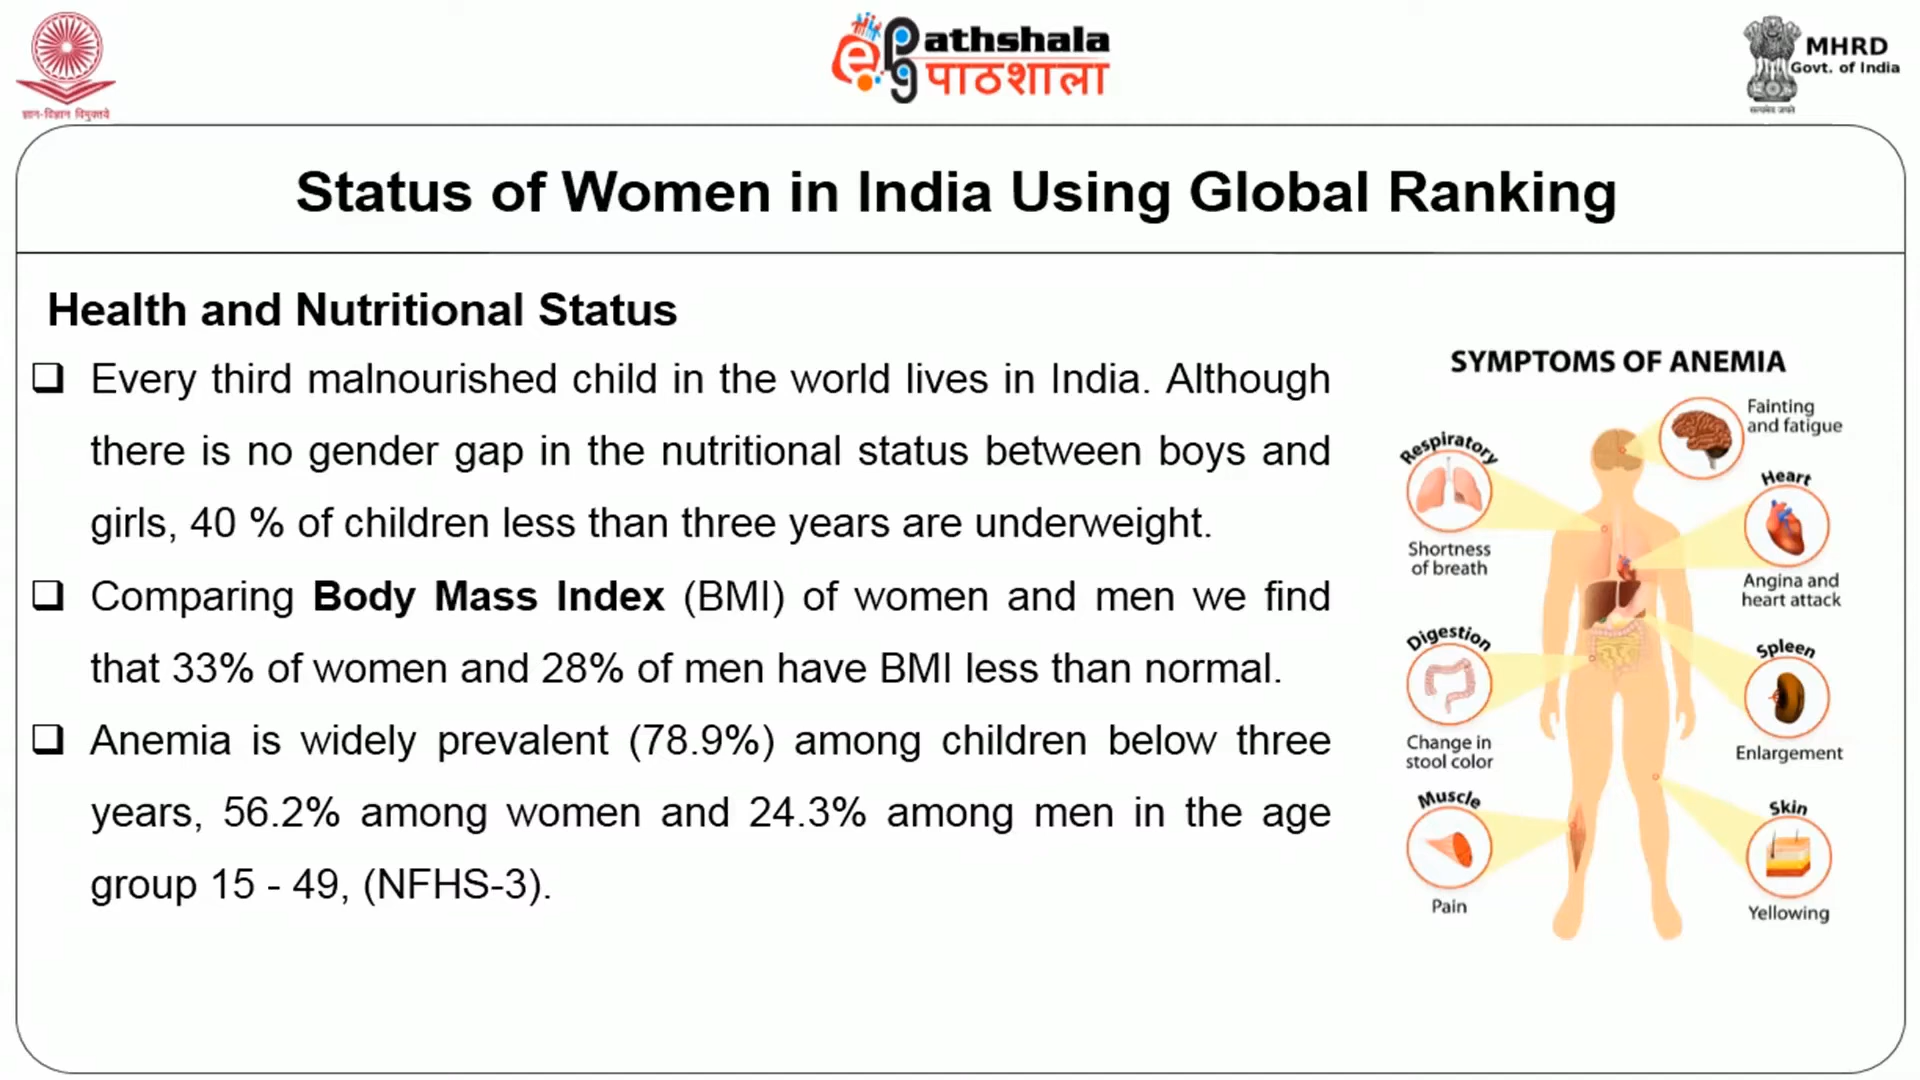 ज्ञान-विज्ञान विमुक्तये
ePGpathshala
पाठशाला
MHRD
Govt. of India
सत्यमेव जयते
Status of Women in India Using Global Ranking
Health and Nutritional Status
Every third malnourished child in the world lives in India. Although
there is no gender gap in the nutritional status between boys and
girls, 40 % of children less than three years are underweight.
Comparing Body Mass Index (BMI) of women and men we find
that 33% of women and 28% of men have BMI less than normal.
Anemia is widely prevalent (78.9%) among children below three
years, 56.2% among women and 24.3% among men in the age
group 15 - 49, (NFHS-3).
SYMPTOMS OF ANEMIA
Fainting
and fatigue
Respiratory
Shortness
of breath
Heart
Angina and
heart attack
Digestion
Change in
stool color
Spleen
Enlargement
Muscle
Pain
Skin
Yellowing